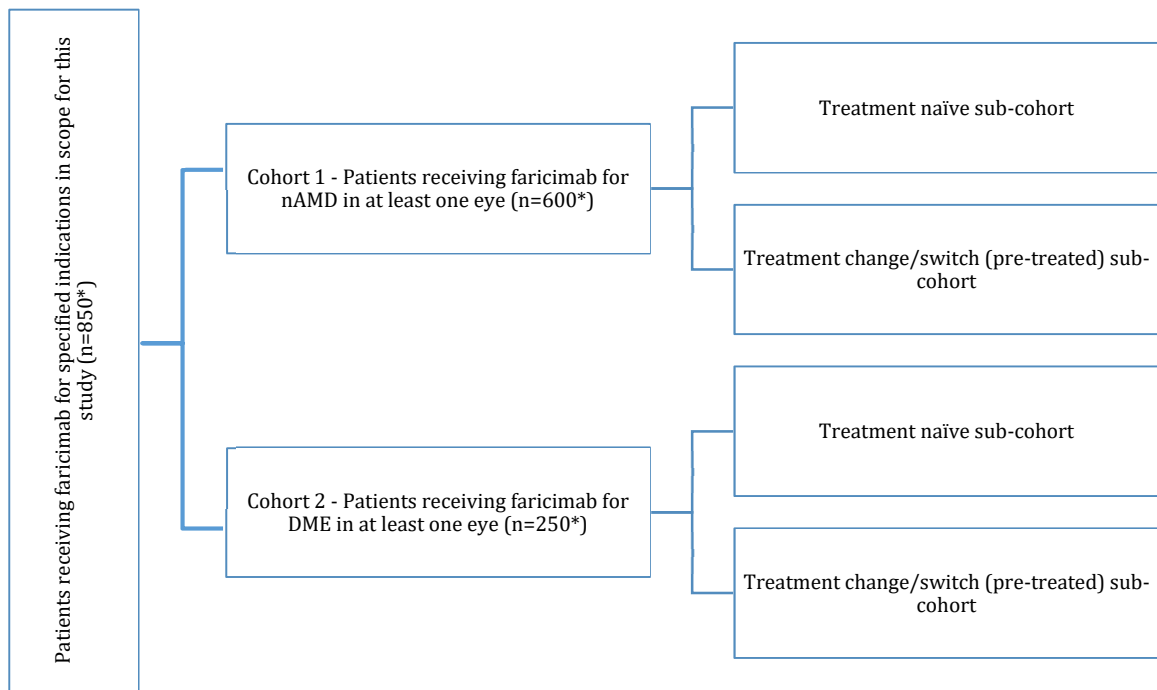 Patients receiving faricimab for specified indications in scope for this
study (n=850*)
Cohort 1 - Patients receiving faricimab for
nAMD in at least one eye (n=600*)
Treatment naïve sub-cohort
Treatment change/switch (pre-treated) sub-
cohort
Cohort 2 - Patients receiving faricimab for
DME in at least one eye (n=250*)
Treatment naïve sub-cohort
Treatment change/switch (pre-treated) sub-
cohort